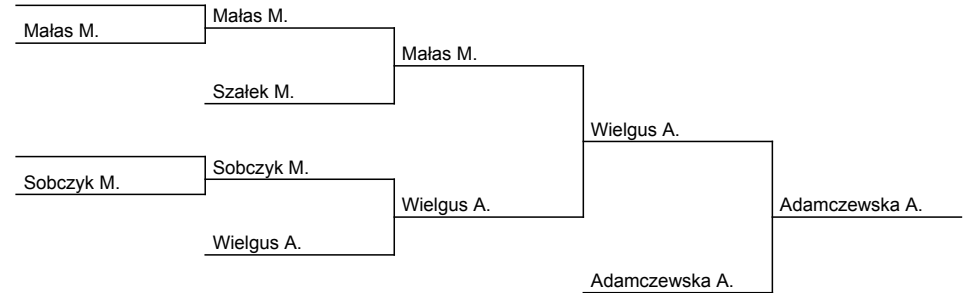 Małas M.
Małas M.
Małas M.
Szałek M.
Wielgus A.
Sobczyk M.
Sobczyk M.
Wielgus A.
Adamczewska A.
Wielgus A.
Adamczewska A.